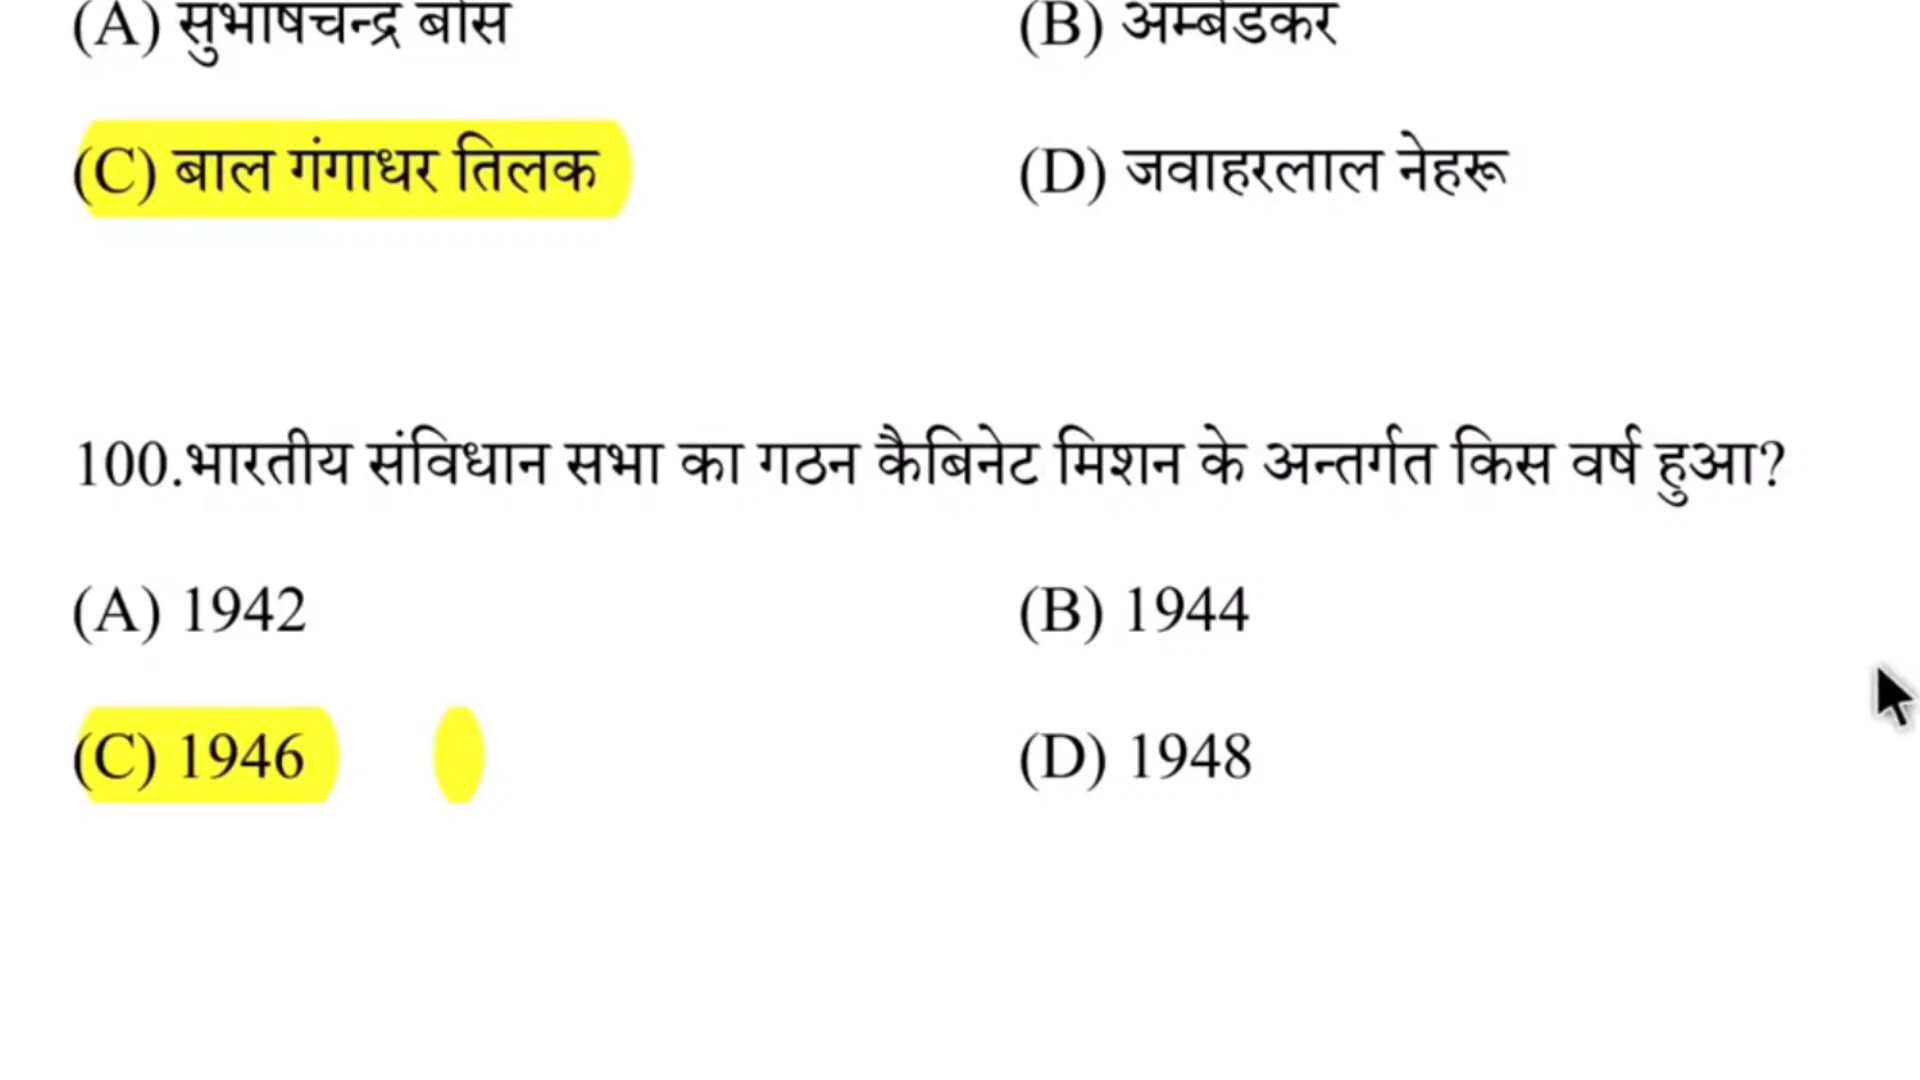 (A) सुभाषचन्द्र बोस (B) अम्बेडकर
(C) बाल गंगाधर तिलक (D) जवाहरलाल नेहरू
100.भारतीय संविधान सभा का गठन कैबिनेट मिशन के अन्तर्गत किस वर्ष हुआ?
(A) 1942 (B) 1944
(C) 1946 (D) 1948